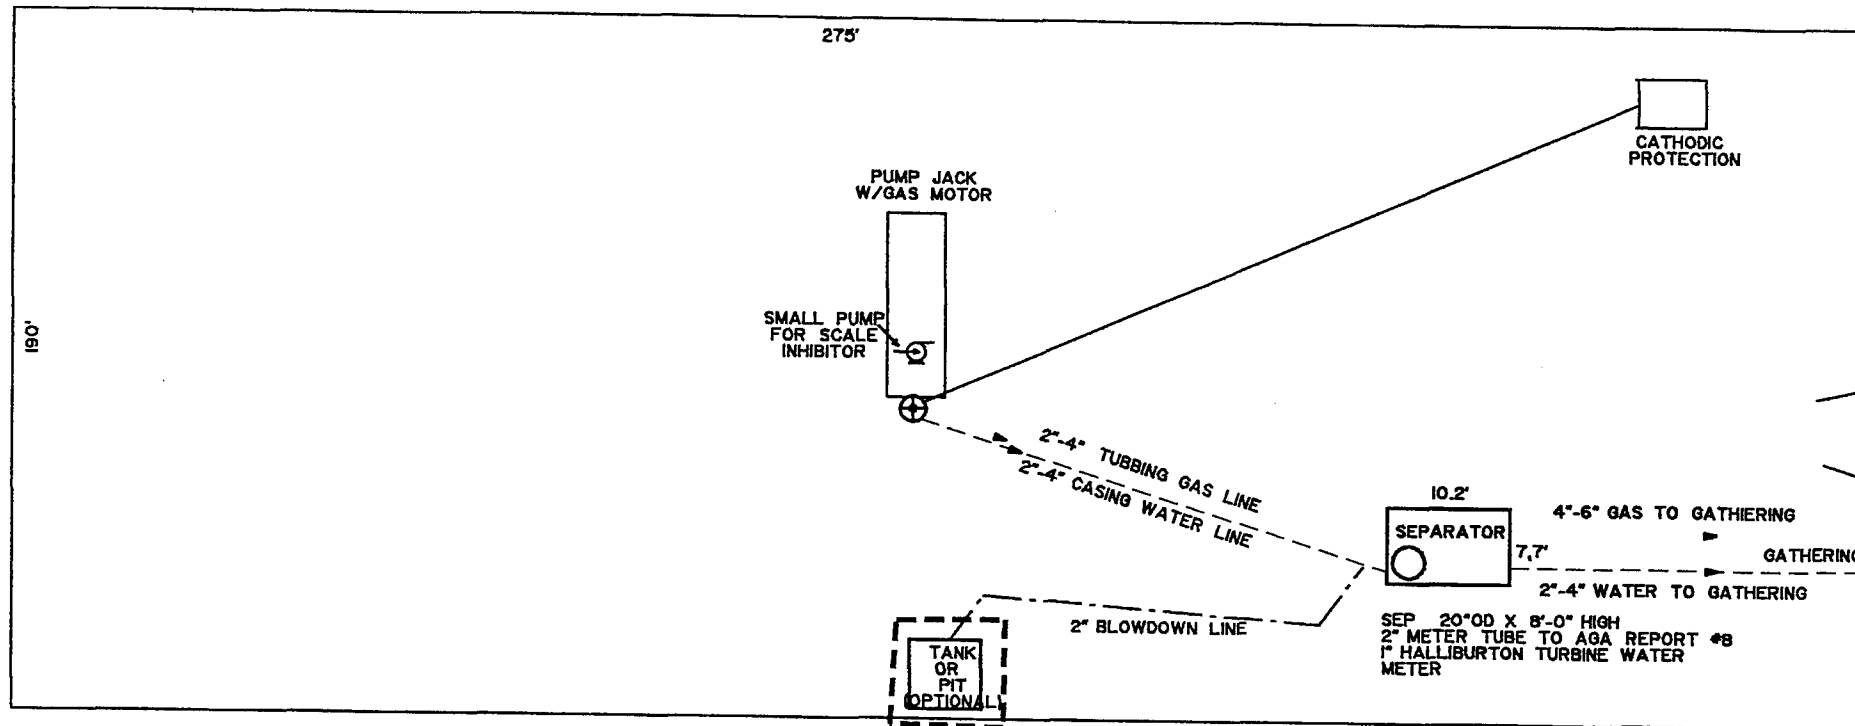 275'
CATHODIC
PROTECTION
PUMP JACK
W/GAS MOTOR
SMALL PUMP
FOR SCALE
INHIBITOR
190'
2"-4" TUBBING GAS LINE
2"-4" CASING WATER LINE
10.2'
SEPARATOR
7.7'
4"-6" GAS TO GATHIERING
GATHERING
2"-4" WATER TO GATHERING
2" BLOWDOWN LINE
SEP 20"OD X 8'-0" HIGH
2" METER TUBE TO AGA REPORT #8
1" HALLIBURTON TURBINE WATER
METER
TANK
OR
PIT
(OPTIONAL)